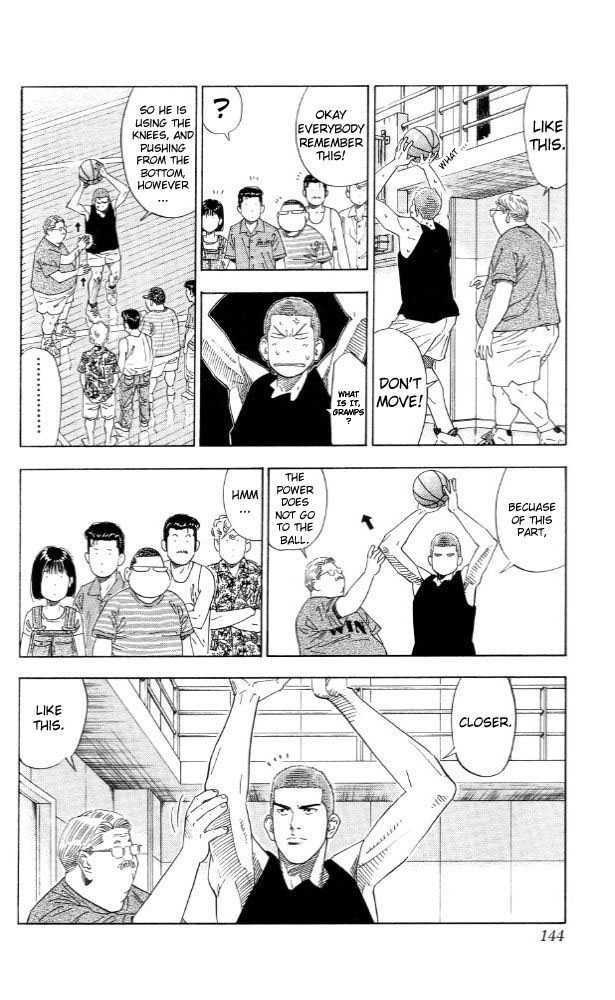 LIKE
THIS.
WHAT ...
DON'T
MOVE!
OKAY
EVERYBODY
REMEMBER
THIS!
?
WHAT
IS IT,
GRAMPS
?
SO HE IS
USING THE
KNEES, AND
PUSHING
FROM THE
BOTTOM,
HOWEVER
...
.........
BECUASE
OF THIS
PART,
THE
POWER
DOES
NOT GO
TO THE
BALL.
WIN
HMM
...
CLOSER.
LIKE
THIS.
144